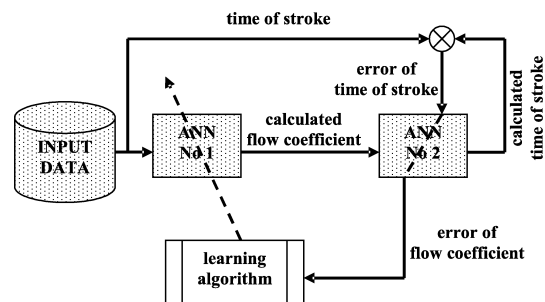 time of stroke
error of
time of stroke
calculated
time of stroke
INPUT
DATA
ANN
No 1
calculated
flow coefficient
ANN
No 2
error of
flow coefficient
learning
algorithm